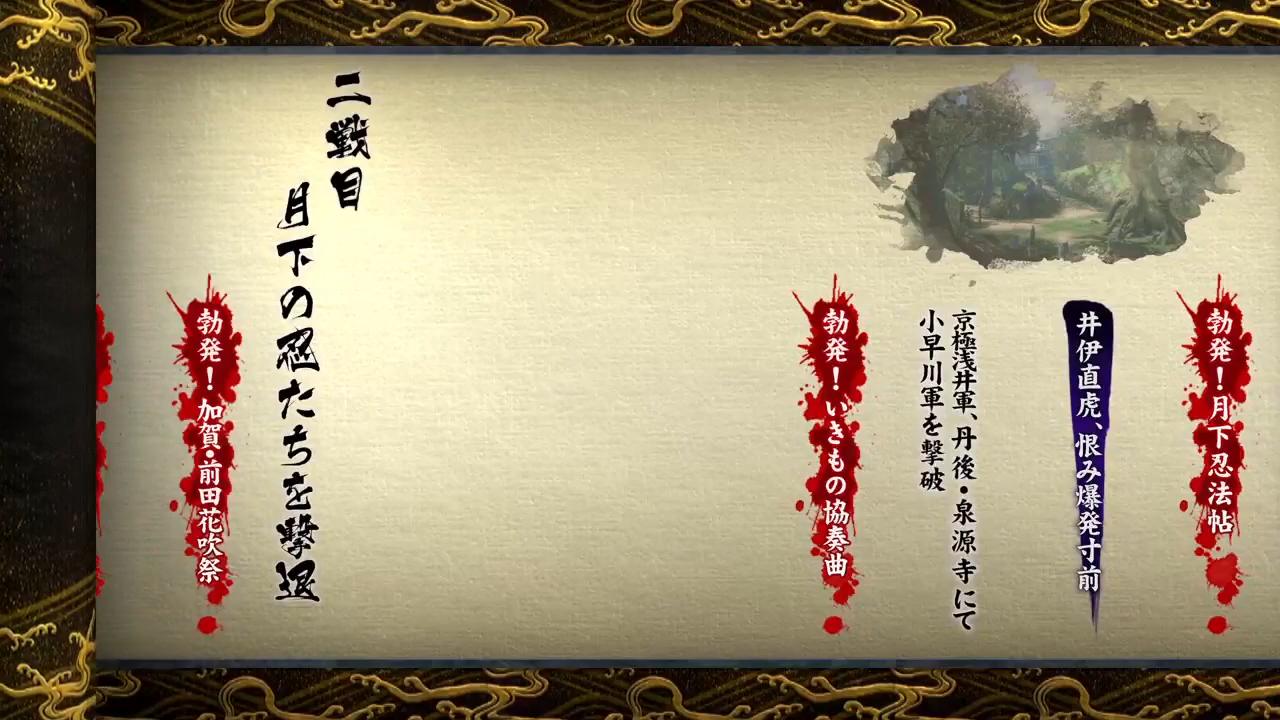 勃発！月下忍法帖
井伊直虎、恨み爆発寸前
京極浅井軍、丹後・泉源寺にて
小早川軍を撃破
勃発！いきもの協奏曲
二戦目
月下の忍たちを撃退
勃発！加賀・前田花吹祭